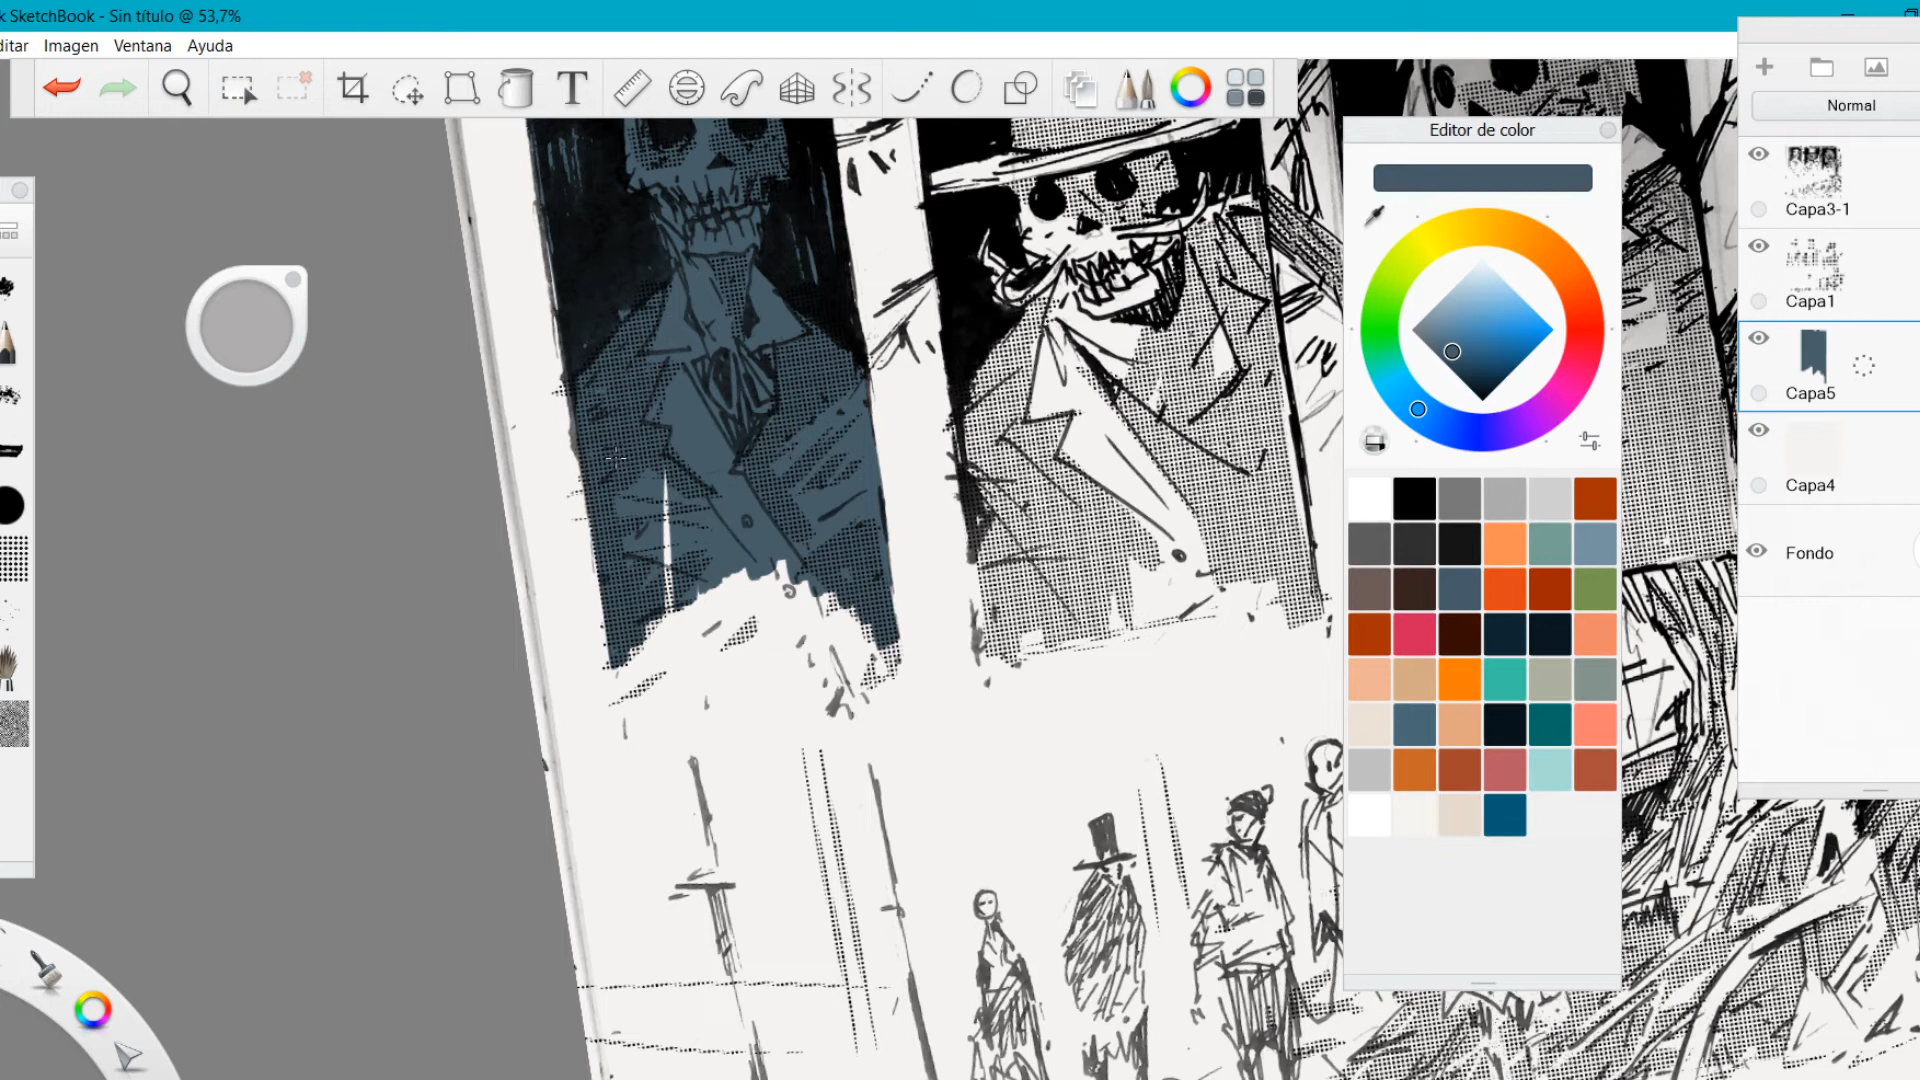 k SketchBook - Sin título @ 53,7%
ditar Imagen Ventana Ayuda
T
Editor de color
Normal
Capa3-1
Capa1
Capa5
Capa4
Fondo